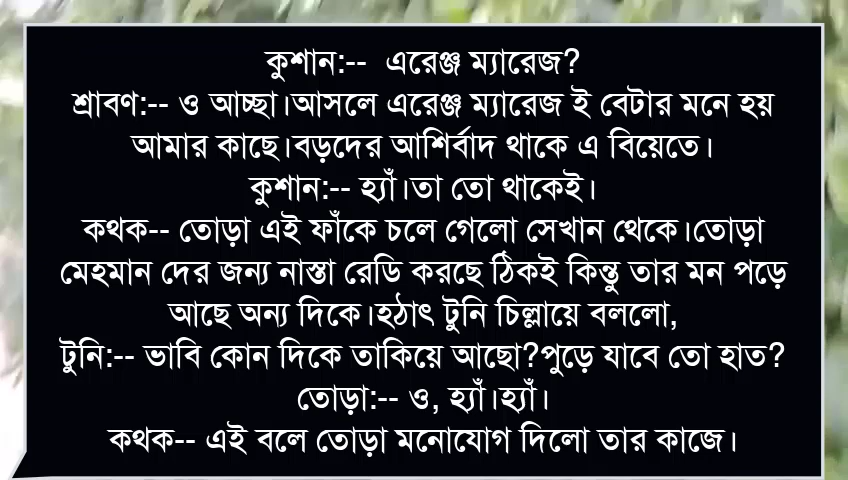 কুশান:-- এরেঞ্জ ম্যারেজ?
শ্রাবণ:-- ও আচ্ছা।আসলে এরেঞ্জ ম্যারেজ ই বেটার মনে হয়
আমার কাছে।বড়দের আশির্বাদ থাকে এ বিয়েতে।
কুশান:-- হ্যাঁ।তা তো থাকেই।
কথক-- তোড়া এই ফাঁকে চলে গেলো সেখান থেকে।তোড়া
মেহমান দের জন্য নাস্তা রেডি করছে ঠিকই কিন্তু তার মন পড়ে
আছে অন্য দিকে।হঠাৎ টুনি চিল্লায়ে বললো,
টুনি:-- ভাবি কোন দিকে তাকিয়ে আছো?পুড়ে যাবে তো হাত?
তোড়া:-- ও, হ্যাঁ।হ্যাঁ।
কথক-- এই বলে তোড়া মনোযোগ দিলো তার কাজে।